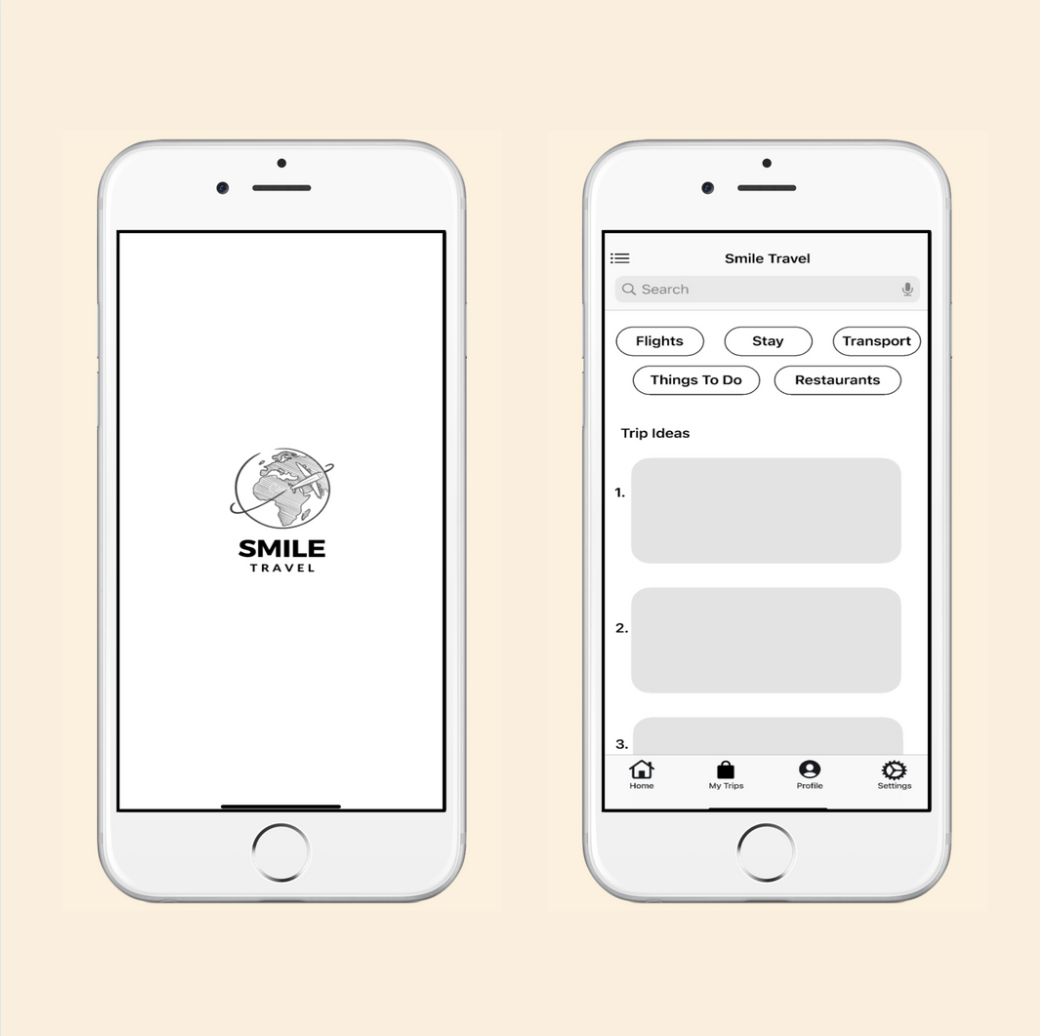 SMILE
TRAVEL
Smile Travel
Search
Flights Stay Transport
Things To Do Restaurants
Trip Ideas
1.
2.
3.
Home My Trips Profile Settings